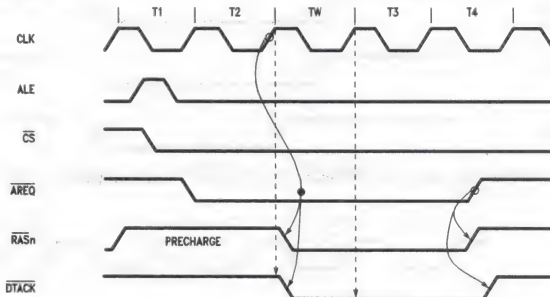 T1 T2 TW T3 T4
CLK
ALE
CS
AREQ
RASn PRECHARGE
DTACK